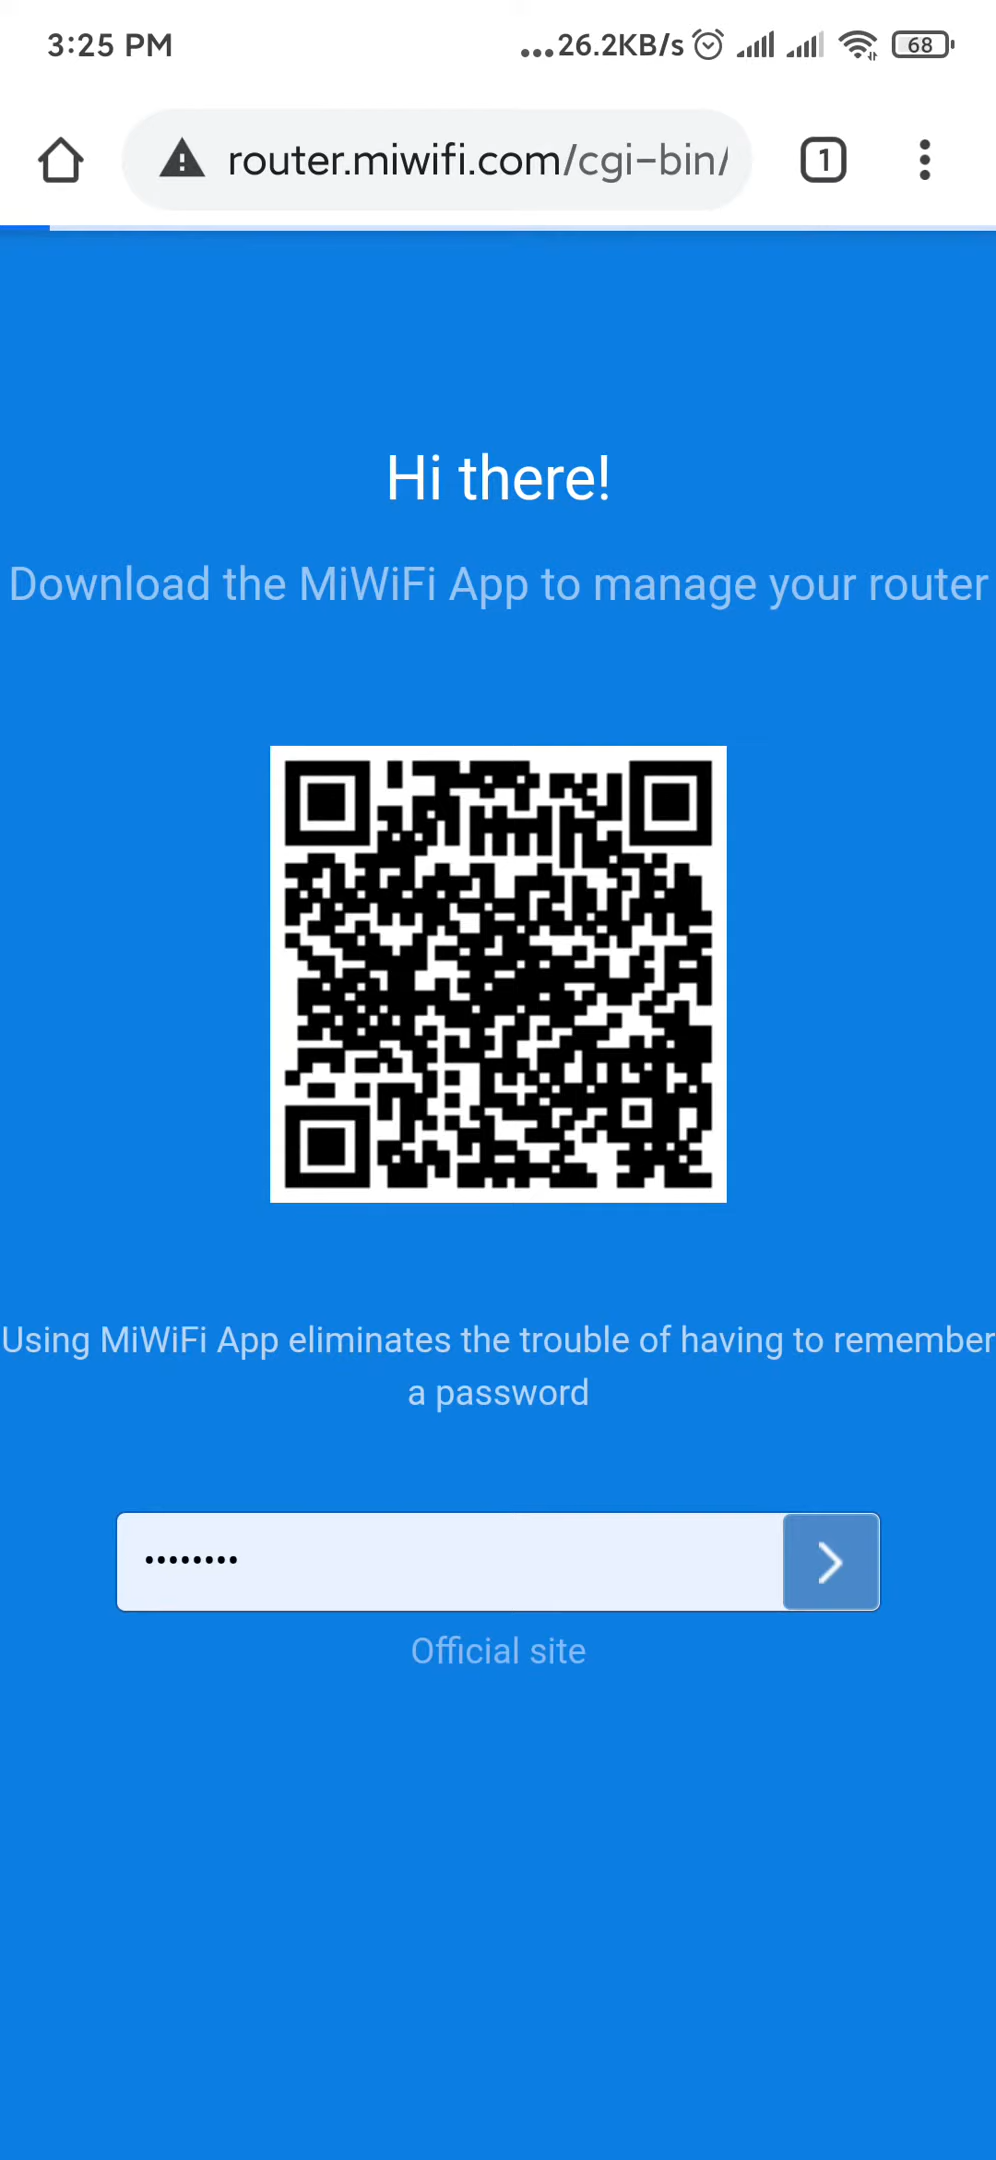 3:25 PM ...26.2KB/s 68
router.miwifi.com/cgi-bin/ 1
Hi there!
Download the MiWiFi App to manage your router
Using MiWiFi App eliminates the trouble of having to remember
a password
••••••••
Official site